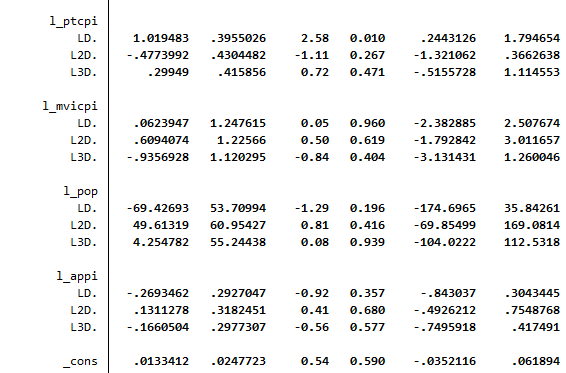 l_ptcpi
LD. 1.019483 .3955026 2.58 0.010 .2443126 1.794654
L2D. -.4773992 .4304482 -1.11 0.267 -1.321062 .3662638
L3D. .29949 .415856 0.72 0.471 -.5155728 1.114553
l_mvicpi
LD. .0623947 1.247615 0.05 0.960 -2.382885 2.507674
L2D. .6094074 1.22566 0.50 0.619 -1.792842 3.011657
L3D. -.9356928 1.120295 -0.84 0.404 -3.131431 1.260046
l_pop
LD. -69.42693 53.70994 -1.29 0.196 -174.6965 35.84261
L2D. 49.61319 60.95427 0.81 0.416 -69.85499 169.0814
L3D. 4.254782 55.24438 0.08 0.939 -104.0222 112.5318
l_appi
LD. -.2693462 .2927047 -0.92 0.357 -.843037 .3043445
L2D. .1311278 .3182451 0.41 0.680 -.4926212 .7548768
L3D. -.1660504 .2977307 -0.56 0.577 -.7495918 .417491
_cons .0133412 .0247723 0.54 0.590 -.0352116 .061894